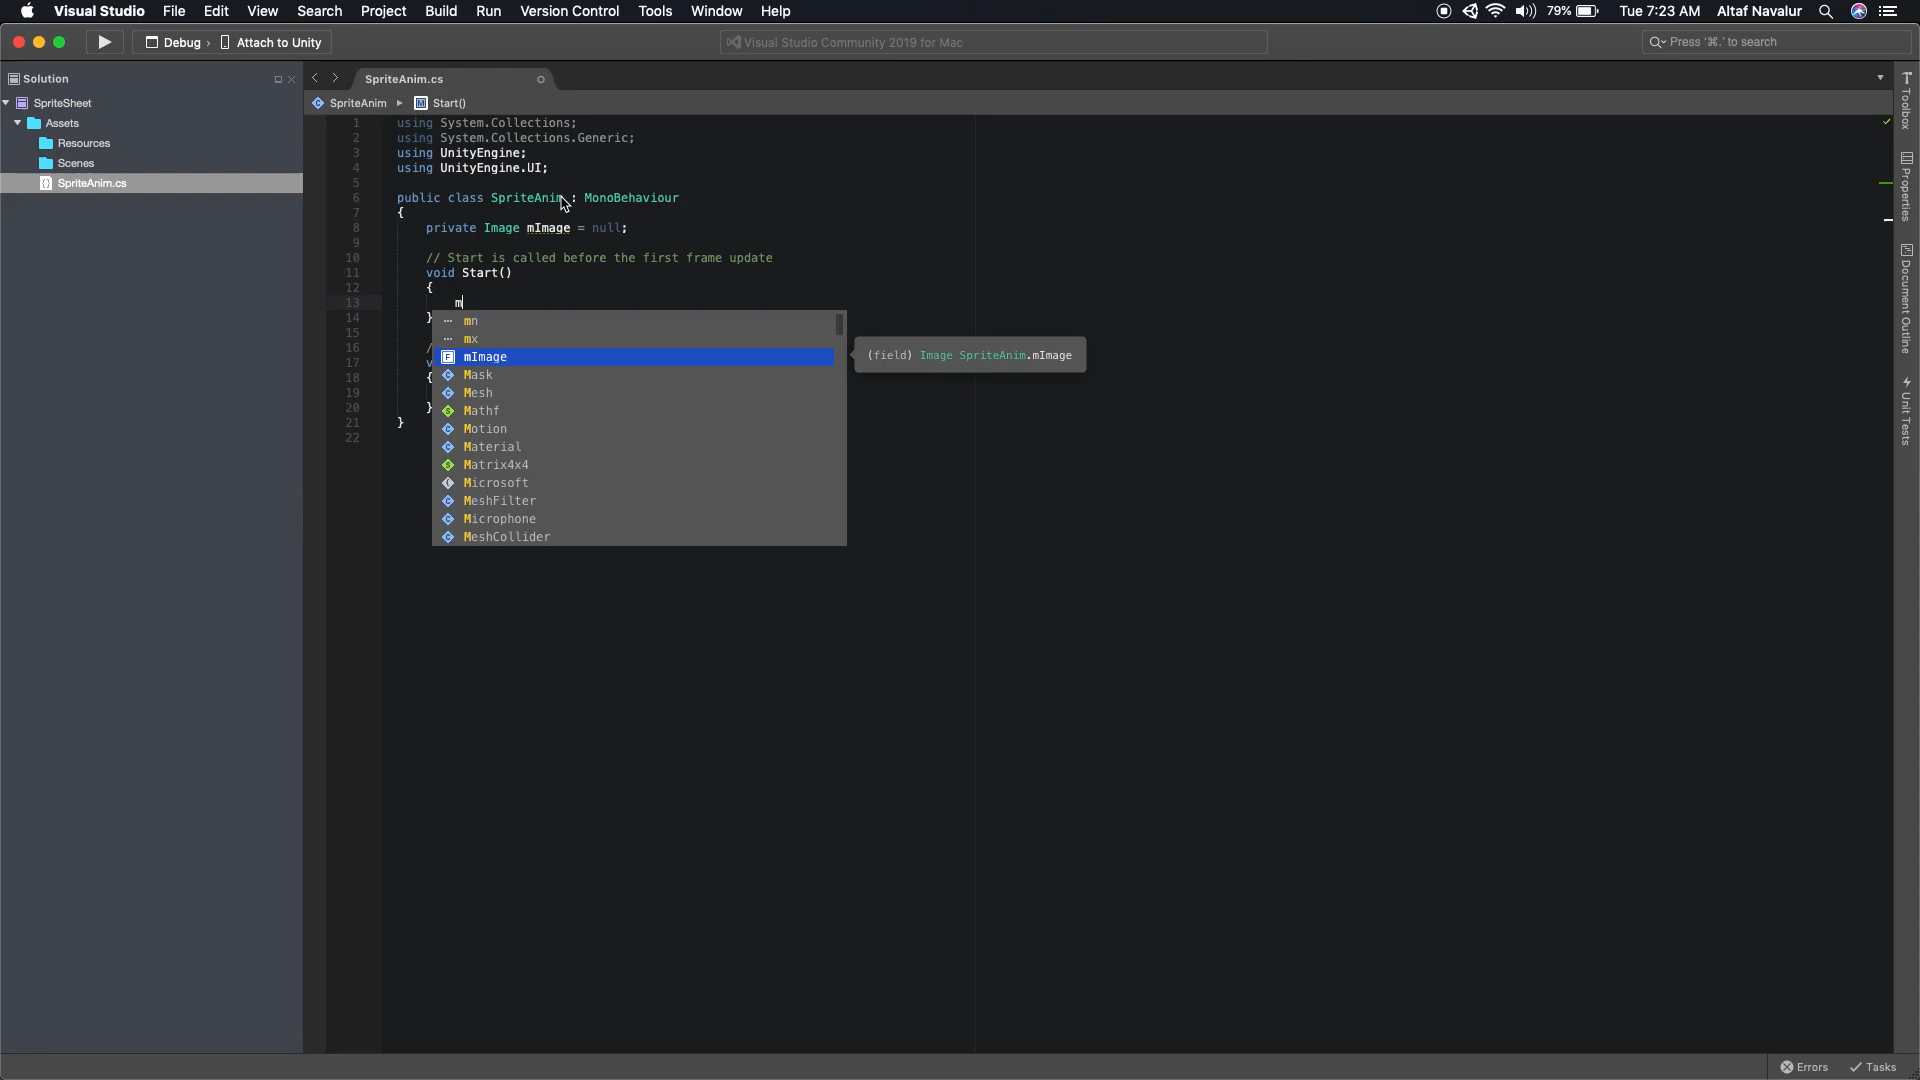 Visual Studio File Edit View Search Project Build Run Version Control Tools Window Help 79% Tue 7:23 AM Altaf Navalur
Debug › Attach to Unity Visual Studio Community 2019 for Mac Press '⌘.' to search
Solution
SpriteSheet
Assets
Resources
Scenes
SpriteAnim.cs
SpriteAnim.cs
SpriteAnim ▸ Start()
1 using System.Collections;
2 using System.Collections.Generic;
3 using UnityEngine;
4 using UnityEngine.UI;
5
6 public class SpriteAnim : MonoBehaviour
7 {
8 private Image mImage = null;
9
10 // Start is called before the first frame update
11 void Start()
12 {
13 m
14 }
15
16 /
17 v
18 {
19
20 }
21 }
22
mn
mx
mImage
Mask
Mesh
Mathf
Motion
Material
Matrix4x4
Microsoft
MeshFilter
Microphone
MeshCollider
(field) Image SpriteAnim.mImage
Toolbox
Properties
Document Outline
Unit Tests
Errors Tasks